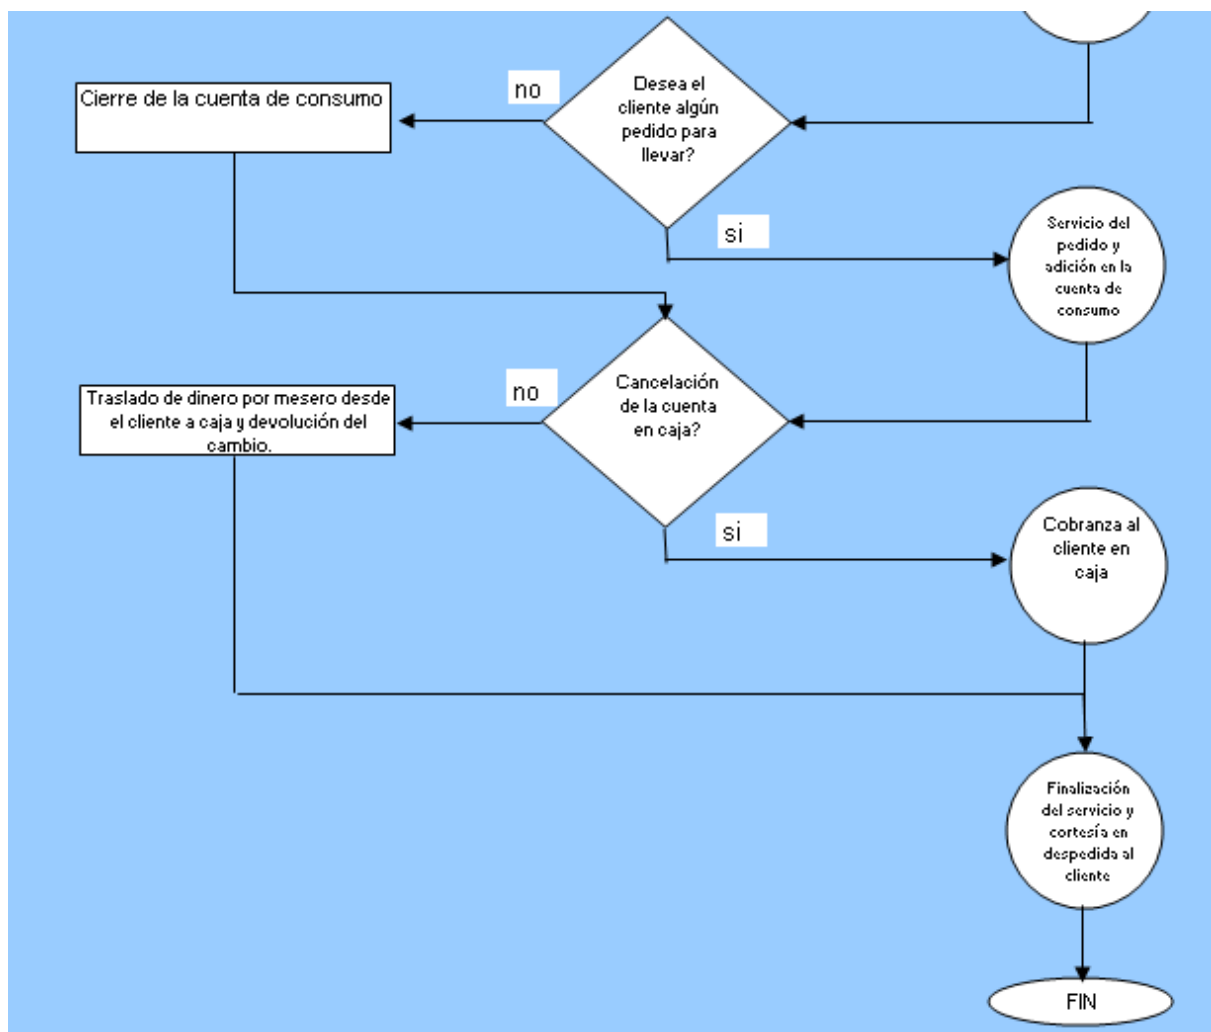 Desea el
cliente algún
pedido para
llevar?
no
Cierre de la cuenta de consumo
si
Servicio del
pedido y
adición en la
cuenta de
consumo
Cancelación
de la cuenta
en caja?
no
Traslado de dinero por mesero desde
el cliente a caja y devolución del
cambio.
si
Cobranza al
cliente en
caja
Finalización
del servicio y
cortesía en
despedida al
cliente
FIN